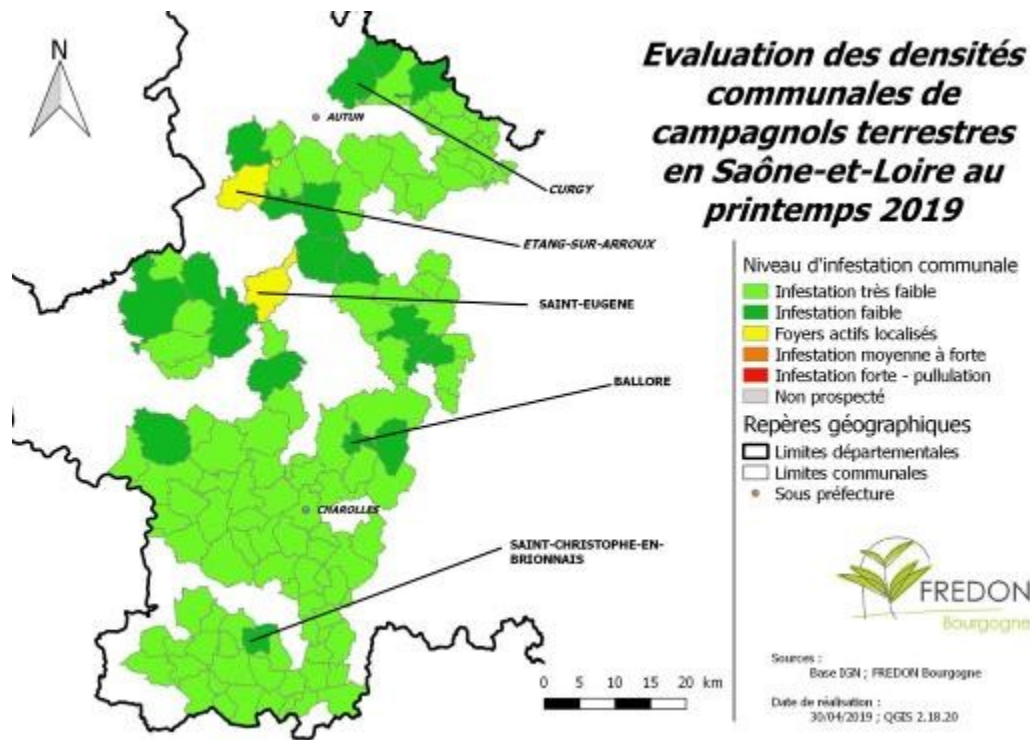 Evaluation des densités
communales de
campagnols terrestres
en Saône-et-Loire au
printemps 2019
N
AUTUN
CURGY
ETANG-SUR-ARROUX
SAINT-EUGENE
BALLORE
CHAROLLES
SAINT-CHRISTOPHE-EN-
BRIONNAIS
Niveau d'infestation communale
Infestation très faible
Infestation faible
Foyers actifs localisés
Infestation moyenne à forte
Infestation forte - pullulation
Non prospecté
Repères géographiques
Limites départementales
Limites communales
Sous préfecture
FREDON
Bourgogne
0 5 10 15 20 km
Sources :
Base IGN ; FREDON Bourgogne
Date de réalisation :
30/04/2019 ; QGIS 2.18.20